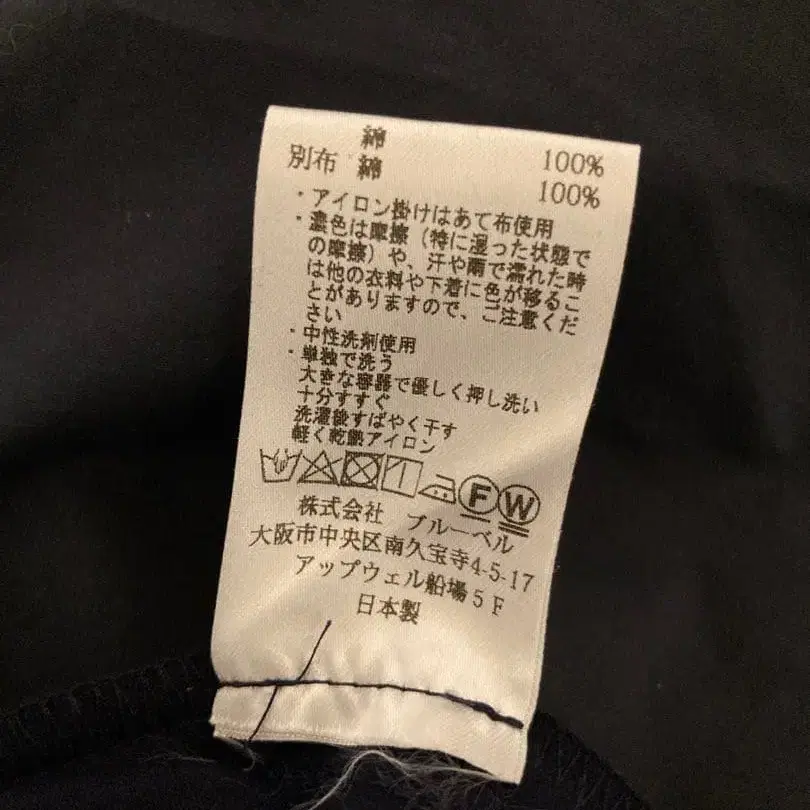 綿 100%
別布 綿 100%
・アイロン掛けはあて布使用
・濃色は摩擦（特に湿った状態で
の摩擦）や、汗や雨で濡れた時
は他の衣料や下着に色が移るこ
とがありますので、ご注意くだ
さい
・中性洗剤使用
・単独で洗う
大きな容器で優しく押し洗い
十分すすぐ
洗濯後すばやく干す
軽く乾燥アイロン
F W
株式会社 ブルーベル
大阪市中央区南久宝寺4-5-17
アップウェル船場5F
日本製